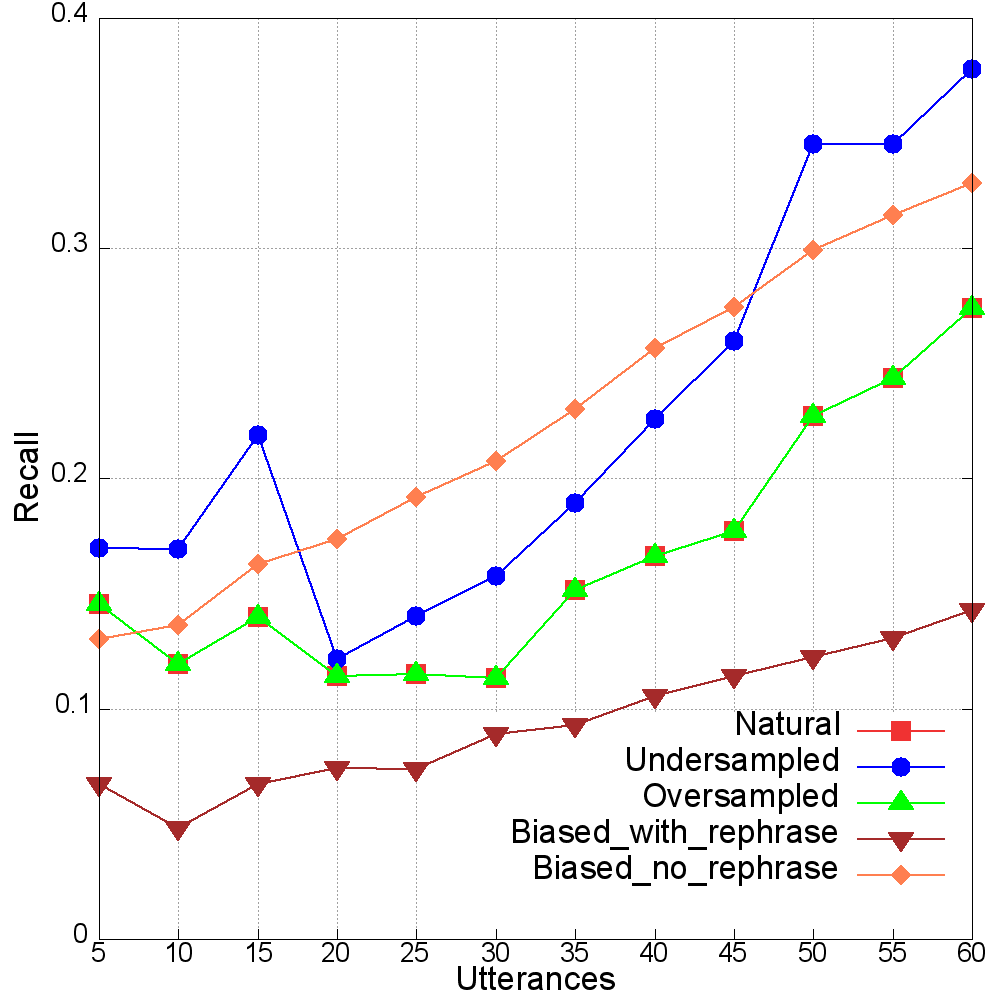 0.4
0.3
0.2
0.1
0
Recall
Natural
Undersampled
Oversampled
Biased_with_rephrase
Biased_no_rephrase
5 10 15 20 25 30 35 40 45 50 55 60
Utterances